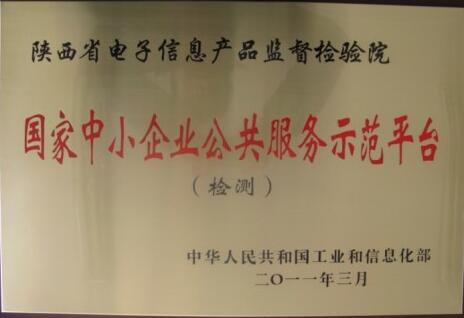 陕西省电子信息产品监督检验院
国家中小企业公共服务示范平台
（检测）
中华人民共和国工业和信息化部
二〇一一年三月